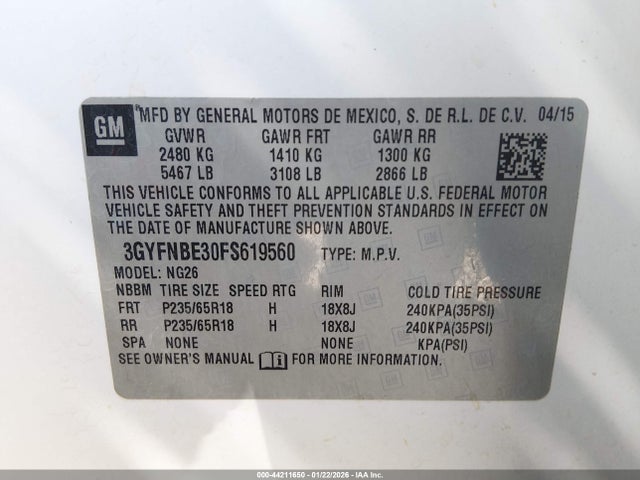 GM
MFD BY GENERAL MOTORS DE MEXICO, S. DE R.L. DE C.V. 04/15
GVWR GAWR FRT GAWR RR
2480 KG 1410 KG 1300 KG
5467 LB 3108 LB 2866 LB
THIS VEHICLE CONFORMS TO ALL APPLICABLE U.S. FEDERAL MOTOR
VEHICLE SAFETY AND THEFT PREVENTION STANDARDS IN EFFECT ON
THE DATE OF MANUFACTURE SHOWN ABOVE.
3GYFNBE30FS619560 TYPE: M.P.V.
MODEL: NG26
NBBM TIRE SIZE SPEED RTG RIM COLD TIRE PRESSURE
FRT P235/65R18 H 18X8J 240KPA(35PSI)
RR P235/65R18 H 18X8J 240KPA(35PSI)
SPA NONE NONE KPA(PSI)
SEE OWNER'S MANUAL FOR MORE INFORMATION.
000-44211650 - 01/22/2026 - IAAI.COM